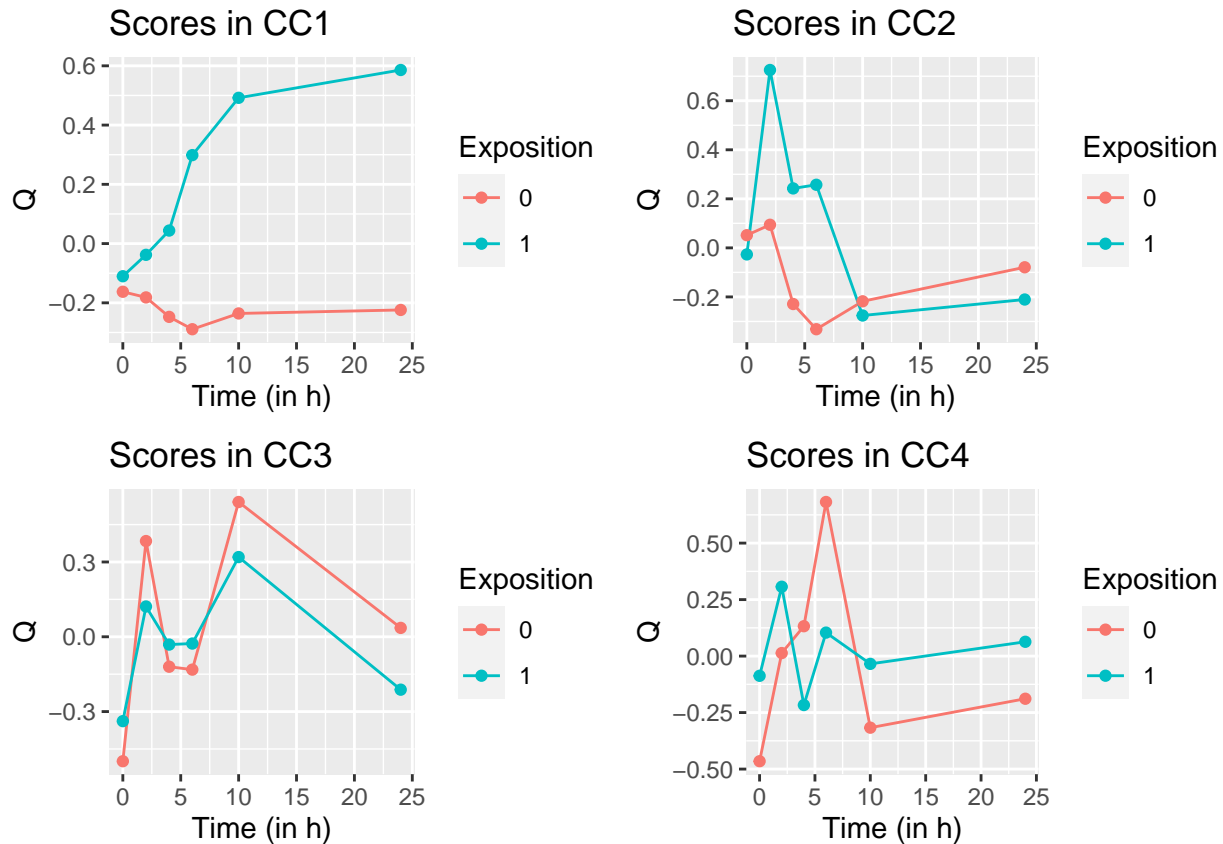 Scores in CC1
0.6
0.4
0.2
0.0
−0.2
Q
0 5 10 15 20 25
Time (in h)
Exposition
0
1
Scores in CC2
0.6
0.4
0.2
0.0
−0.2
Q
0 5 10 15 20 25
Time (in h)
Exposition
0
1
Scores in CC3
0.3
0.0
−0.3
Q
0 5 10 15 20 25
Time (in h)
Exposition
0
1
Scores in CC4
0.50
0.25
0.00
−0.25
−0.50
Q
0 5 10 15 20 25
Time (in h)
Exposition
0
1